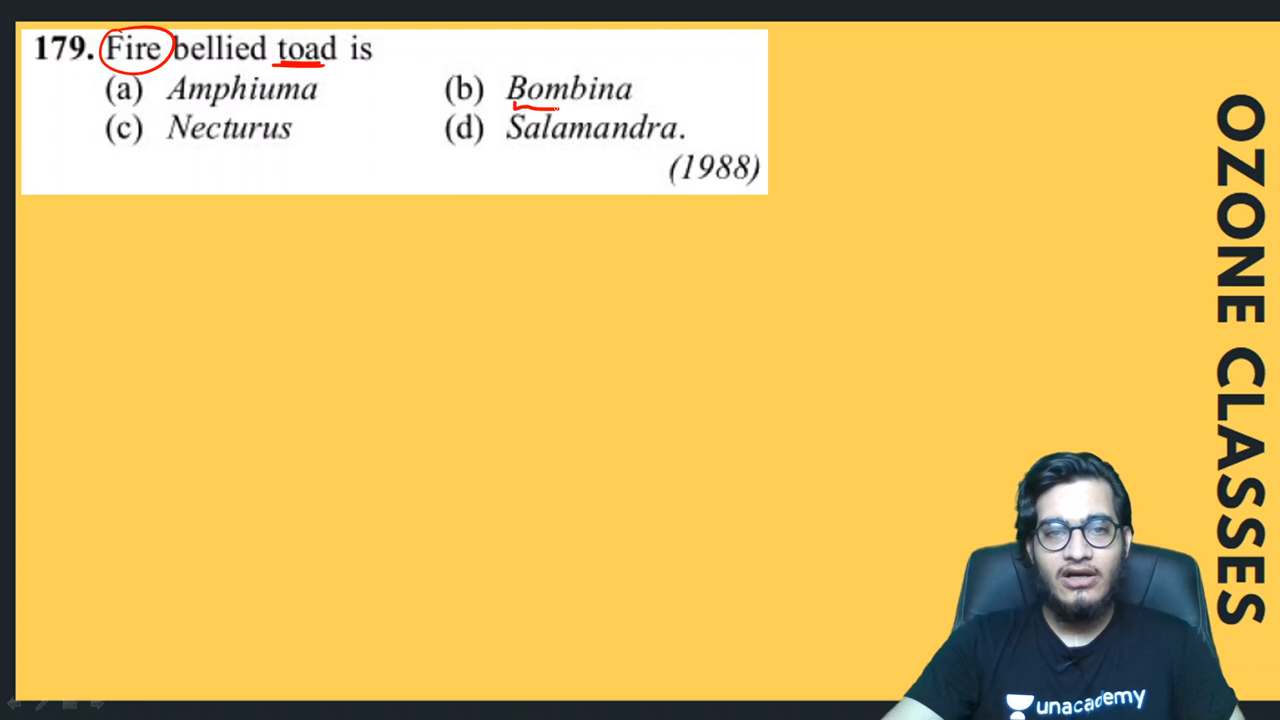 179. Fire bellied toad is
(a) Amphiuma (b) Bombina
(c) Necturus (d) Salamandra.
(1988)
OZONE CLASSES
unacademy